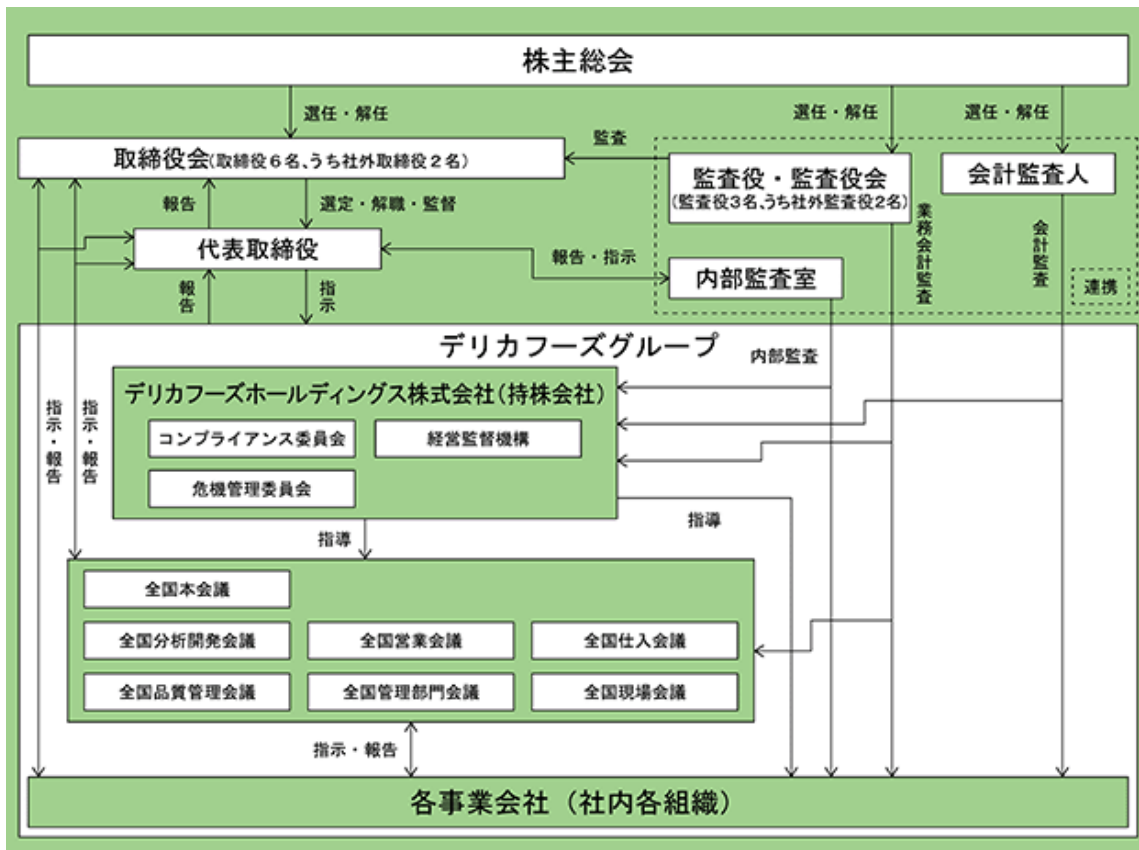 株主総会
選任・解任
選任・解任
選任・解任
取締役会(取締役6名、うち社外取締役2名)
監査
監査役・監査役会
(監査役3名、うち社外監査役2名)
会計監査人
報告
選定・解職・監督
代表取締役
報告・指示
内部監査室
業務会計監査
会計監査
連携
報告
指示
デリカフーズグループ
内部監査
デリカフーズホールディングス株式会社(持株会社)
コンプライアンス委員会
経営監督機構
危機管理委員会
指示・報告
指示・報告
指導
指導
全国本会議
全国分析開発会議
全国営業会議
全国仕入会議
全国品質管理会議
全国管理部門会議
全国現場会議
指示・報告
各事業会社（社内各組織）